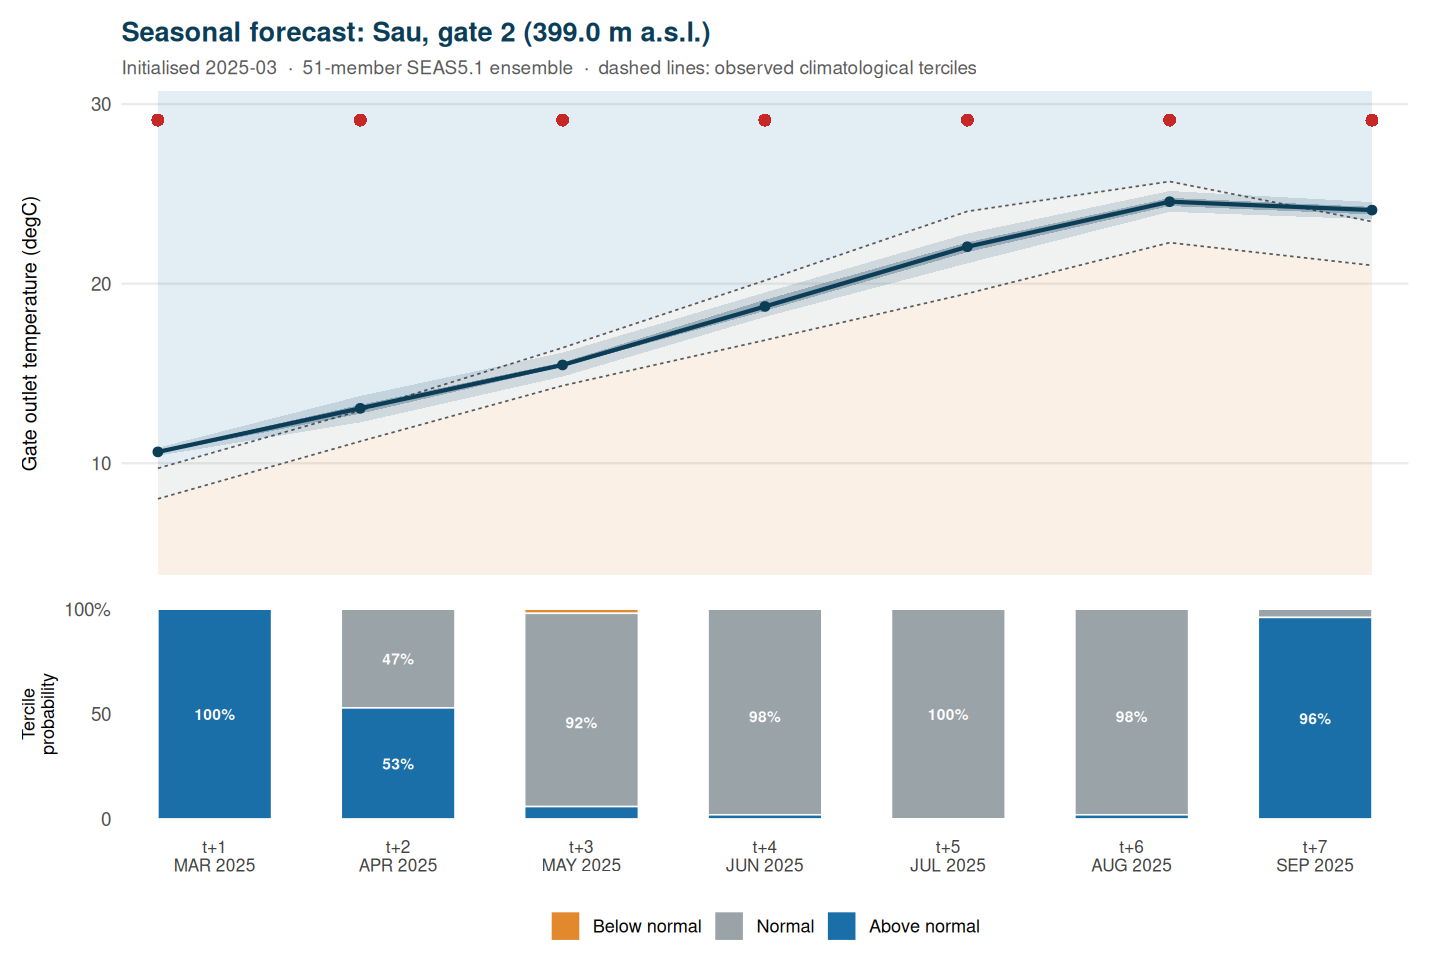 Seasonal forecast: Sau, gate 2 (399.0 m a.s.l.)
Initialised 2025-03 · 51-member SEAS5.1 ensemble · dashed lines: observed climatological terciles
Gate outlet temperature (degC)
30
20
10
Tercile
probability
100%
50
0
100%
47%
53%
92%
98%
100%
98%
96%
t+1
MAR 2025
t+2
APR 2025
t+3
MAY 2025
t+4
JUN 2025
t+5
JUL 2025
t+6
AUG 2025
t+7
SEP 2025
Below normal
Normal
Above normal